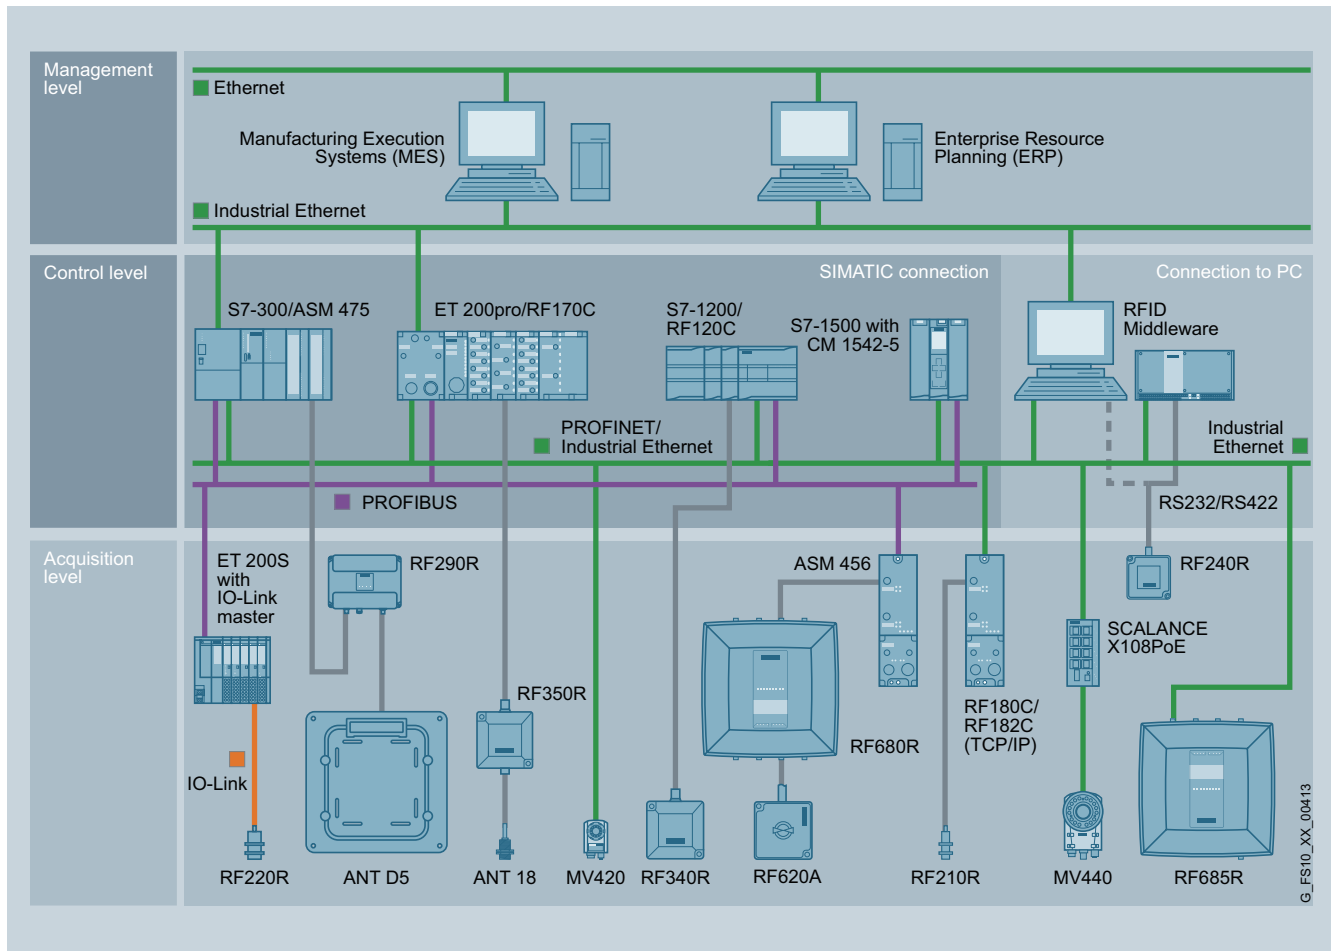 Management
level
Ethernet
Manufacturing Execution
Systems (MES)
Enterprise Resource
Planning (ERP)
Industrial Ethernet
Control level
SIMATIC connection
Connection to PC
S7-300/ASM 475
ET 200pro/RF170C
S7-1200/
RF120C
S7-1500 with
CM 1542-5
RFID
Middleware
PROFINET/
Industrial Ethernet
Industrial
Ethernet
PROFIBUS
RS232/RS422
Acquisition
level
ET 200S
with
IO-Link
master
RF290R
ASM 456
RF240R
SCALANCE
X108PoE
RF350R
RF180C/
RF182C
(TCP/IP)
RF680R
IO-Link
RF220R
ANT D5
ANT 18
MV420
RF340R
RF620A
RF210R
MV440
RF685R
G_FS10_XX_00413